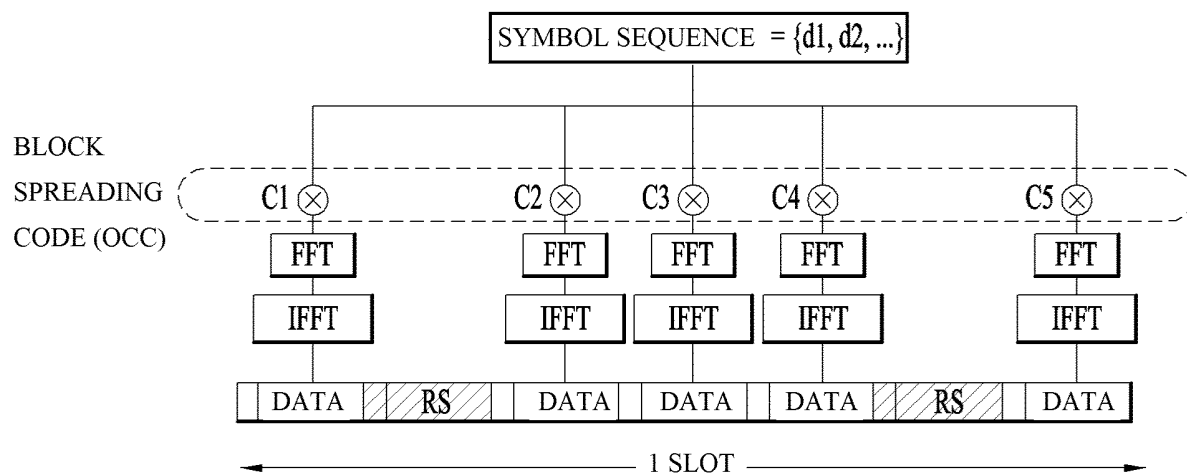 SYMBOL SEQUENCE = {d1, d2, ...}
BLOCK
SPREADING
CODE (OCC)
C1 C2 C3 C4 C5
FFT FFT FFT FFT FFT
IFFT IFFT IFFT IFFT IFFT
DATA RS DATA DATA DATA RS DATA
1 SLOT